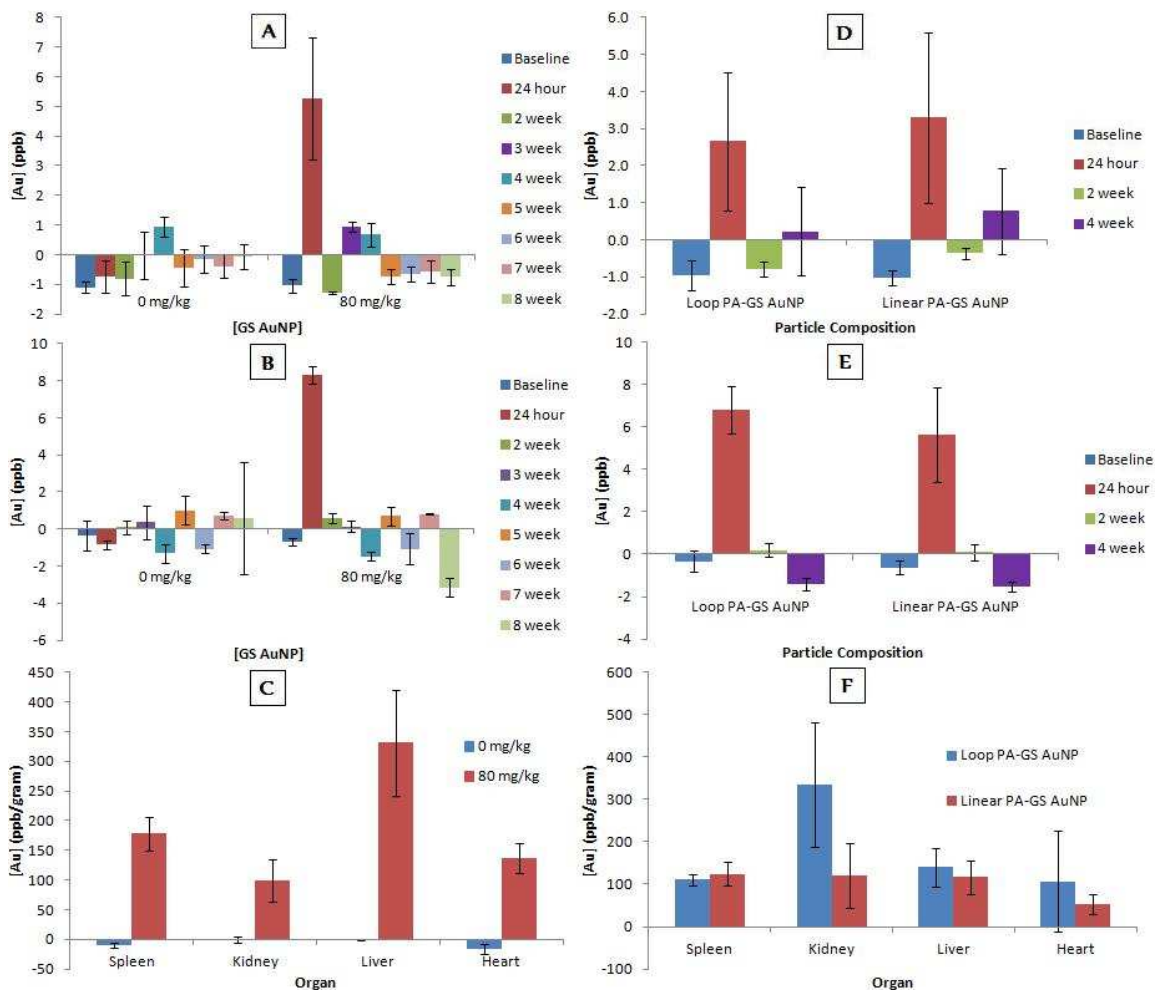 A
[Au] (ppb)
8
7
6
5
4
3
2
1
0
-1
-2
0 mg/kg
80 mg/kg
[GS AuNP]
Baseline
24 hour
2 week
3 week
4 week
5 week
6 week
7 week
8 week
D
[Au] (ppb)
6.0
5.0
4.0
3.0
2.0
1.0
0.0
-1.0
-2.0
Loop PA-GS AuNP
Linear PA-GS AuNP
Particle Composition
Baseline
24 hour
2 week
4 week
B
[Au] (ppb)
10
8
6
4
2
0
-2
-4
-6
0 mg/kg
80 mg/kg
[GS AuNP]
Baseline
24 hour
2 week
3 week
4 week
5 week
6 week
7 week
8 week
E
[Au] (ppb)
10
8
6
4
2
0
-2
-4
Loop PA-GS AuNP
Linear PA-GS AuNP
Particle Composition
Baseline
24 hour
2 week
4 week
C
[Au] (ppb/gram)
450
400
350
300
250
200
150
100
50
0
-50
Spleen
Kidney
Liver
Heart
Organ
0 mg/kg
80 mg/kg
F
[Au] (ppb/gram)
600
500
400
300
200
100
0
-100
Spleen
Kidney
Liver
Heart
Organ
Loop PA-GS AuNP
Linear PA-GS AuNP